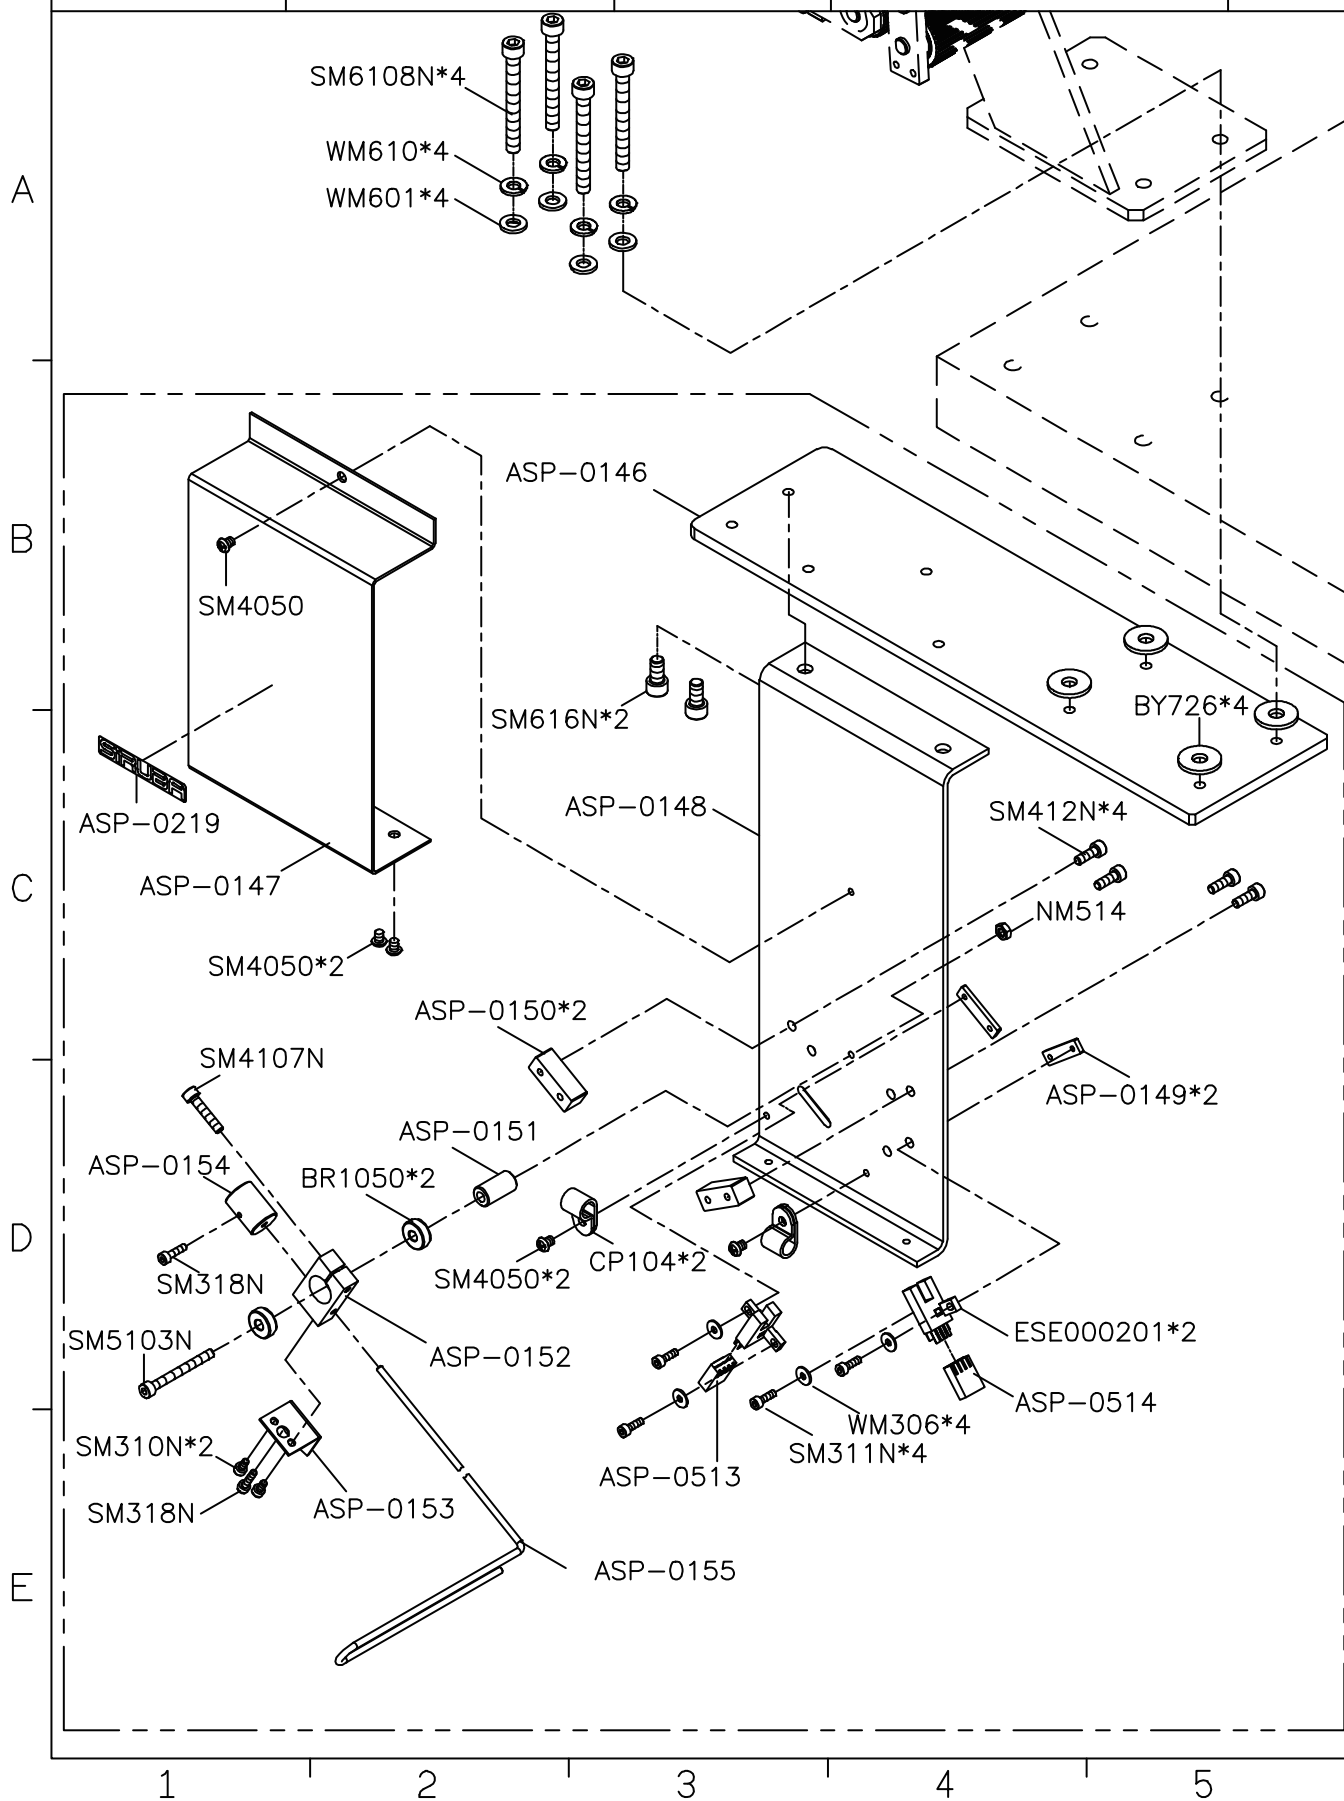 SM6108N*4
WM610*4
WM601*4
A
ASP-0146
B
SM4050
SM616N*2
BY726*4
SIRUBA
ASP-0219
ASP-0148
SM412N*4
ASP-0147
C
NM514
SM4050*2
ASP-0150*2
SM4107N
ASP-0149*2
ASP-0151
ASP-0154
BR1050*2
D
CP104*2
SM4050*2
SM318N
SM5103N
ESE000201*2
ASP-0152
ASP-0514
WM306*4
SM310N*2
SM311N*4
ASP-0513
SM318N
ASP-0153
ASP-0155
E
1 2 3 4 5